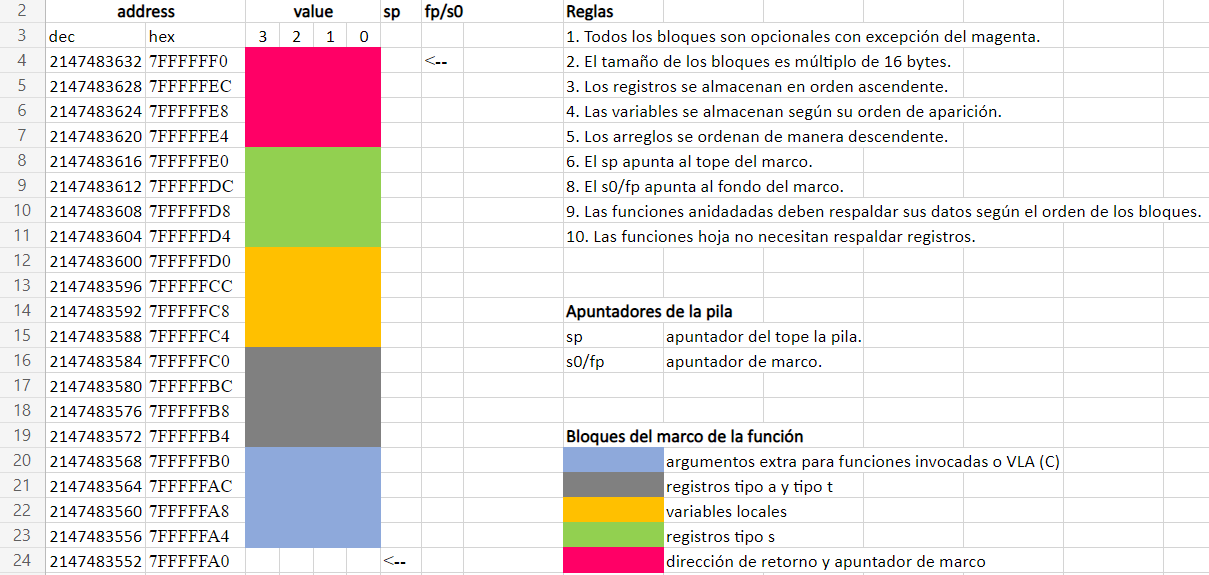 2 address value sp fp/s0 Reglas
3 dec hex 3 2 1 0 1. Todos los bloques son opcionales con excepción del magenta.
4 2147483632 7FFFFFF0 <-- 2. El tamaño de los bloques es múltiplo de 16 bytes.
5 2147483628 7FFFFFEC 3. Los registros se almacenan en orden ascendente.
6 2147483624 7FFFFFE8 4. Las variables se almacenan según su orden de aparición.
7 2147483620 7FFFFFE4 5. Los arreglos se ordenan de manera descendente.
8 2147483616 7FFFFFE0 6. El sp apunta al tope del marco.
9 2147483612 7FFFFFDC 8. El s0/fp apunta al fondo del marco.
10 2147483608 7FFFFFD8 9. Las funciones anidadadas deben respaldar sus datos según el orden de los bloques.
11 2147483604 7FFFFFD4 10. Las funciones hoja no necesitan respaldar registros.
12 2147483600 7FFFFFD0
13 2147483596 7FFFFFCC
14 2147483592 7FFFFFC8 Apuntadores de la pila
15 2147483588 7FFFFFC4 sp apuntador del tope la pila.
16 2147483584 7FFFFFC0 s0/fp apuntador de marco.
17 2147483580 7FFFFFBC
18 2147483576 7FFFFFB8
19 2147483572 7FFFFFB4 Bloques del marco de la función
20 2147483568 7FFFFFB0 argumentos extra para funciones invocadas o VLA (C)
21 2147483564 7FFFFFAC registros tipo a y tipo t
22 2147483560 7FFFFFA8 variables locales
23 2147483556 7FFFFFA4 registros tipo s
24 2147483552 7FFFFFA0 <-- dirección de retorno y apuntador de marco